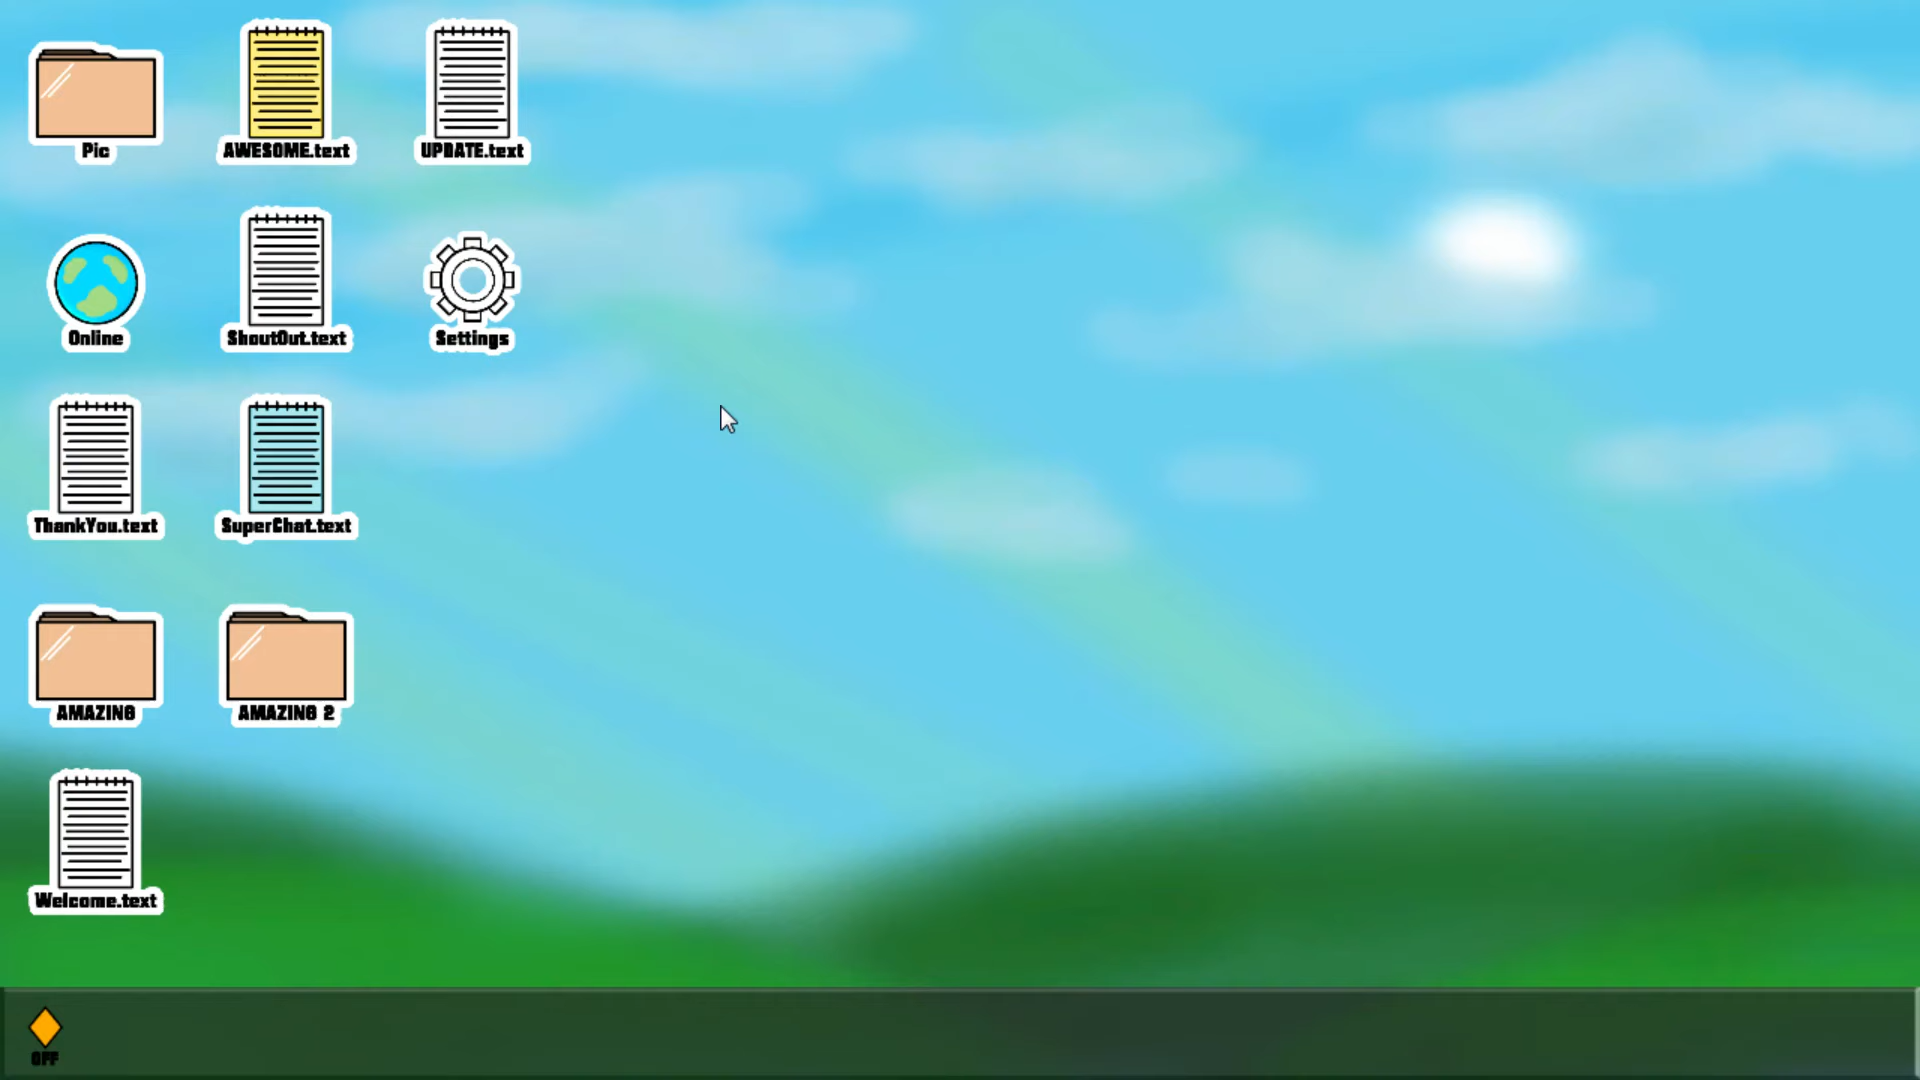 Pic
AWESOME.text
UPDATE.text
Online
ShoutOut.text
Settings
ThankYou.text
SuperChat.text
AMAZING
AMAZING 2
Welcome.text
OFF